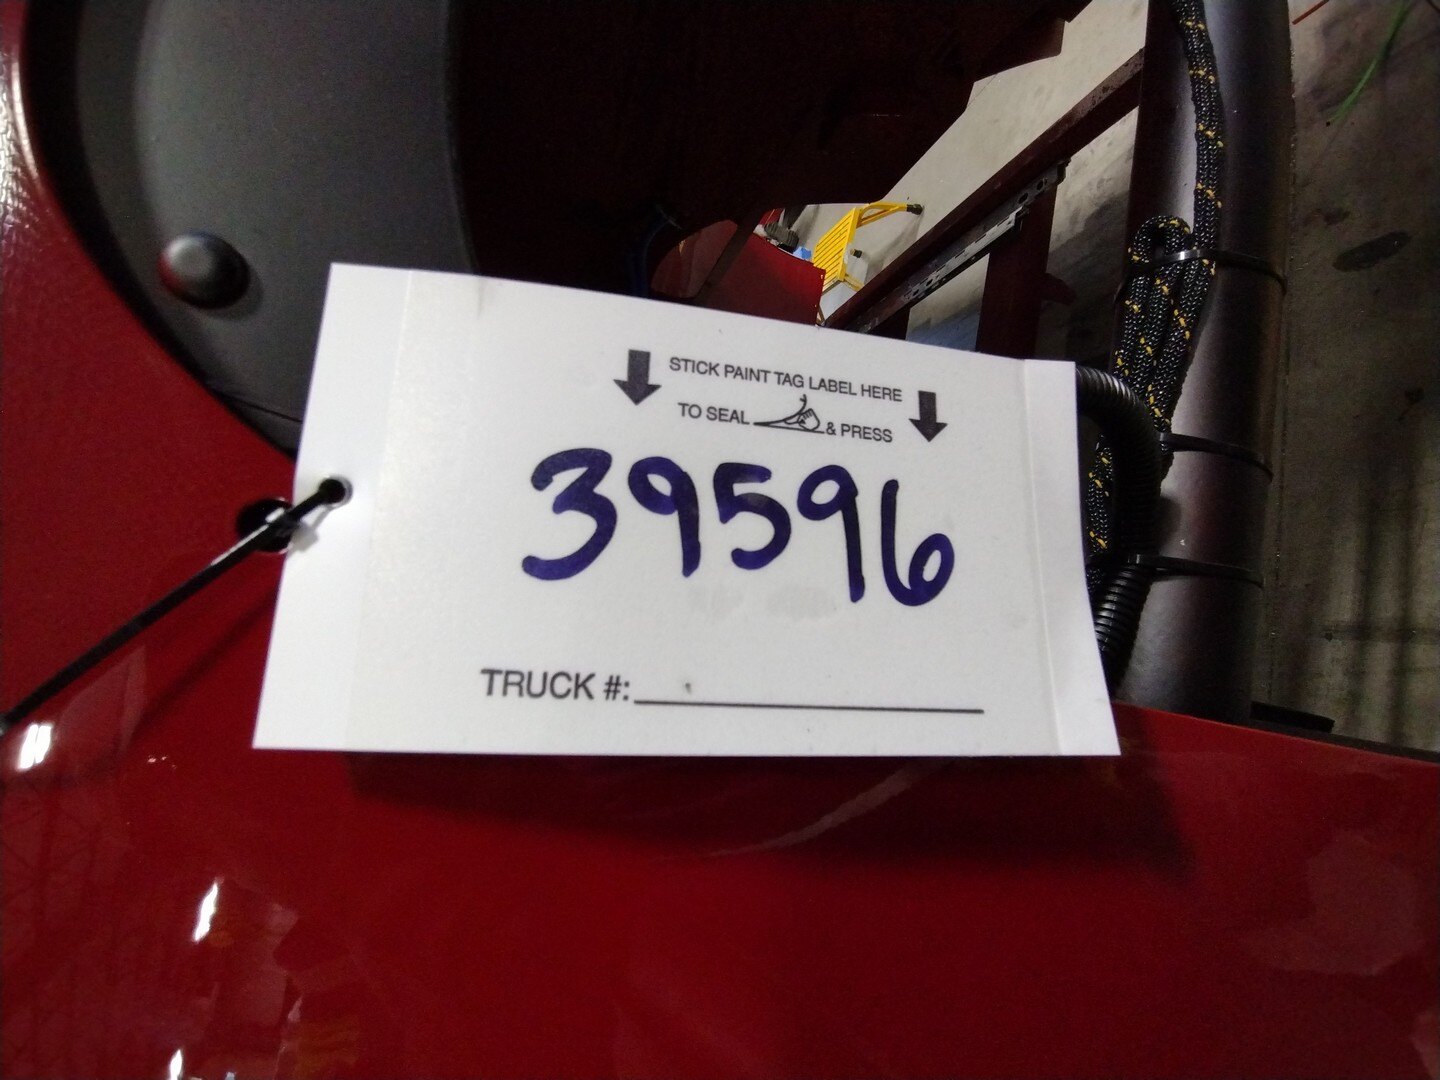 STICK PAINT TAG LABEL HERE
TO SEAL & PRESS
39596
TRUCK #: